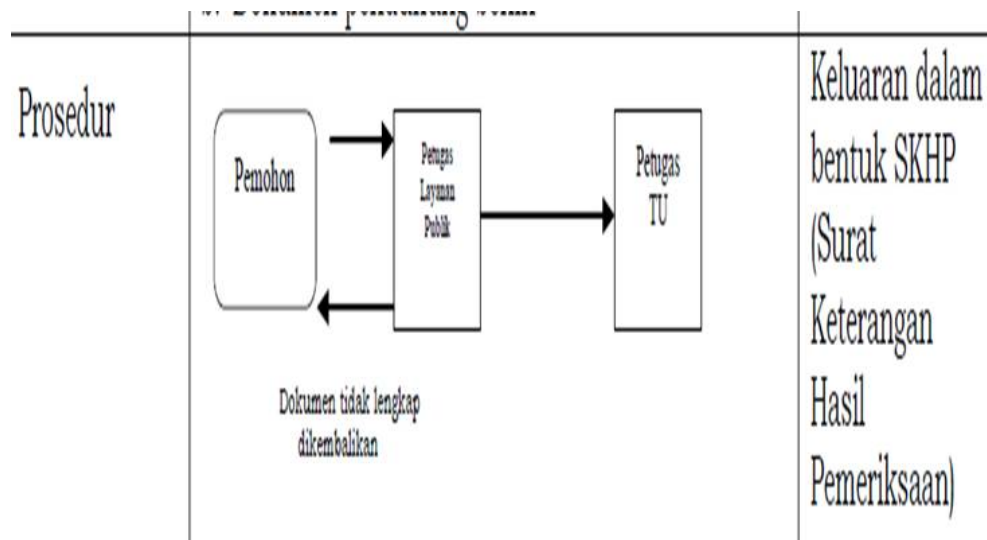 Prosedur
Pemohon
Petugas
Layanan
Publik
Petugas
TU
Dokumen tidak lengkap
dikembalikan
Keluaran dalam
bentuk SKHP
(Surat
Keterangan
Hasil
Pemeriksaan)